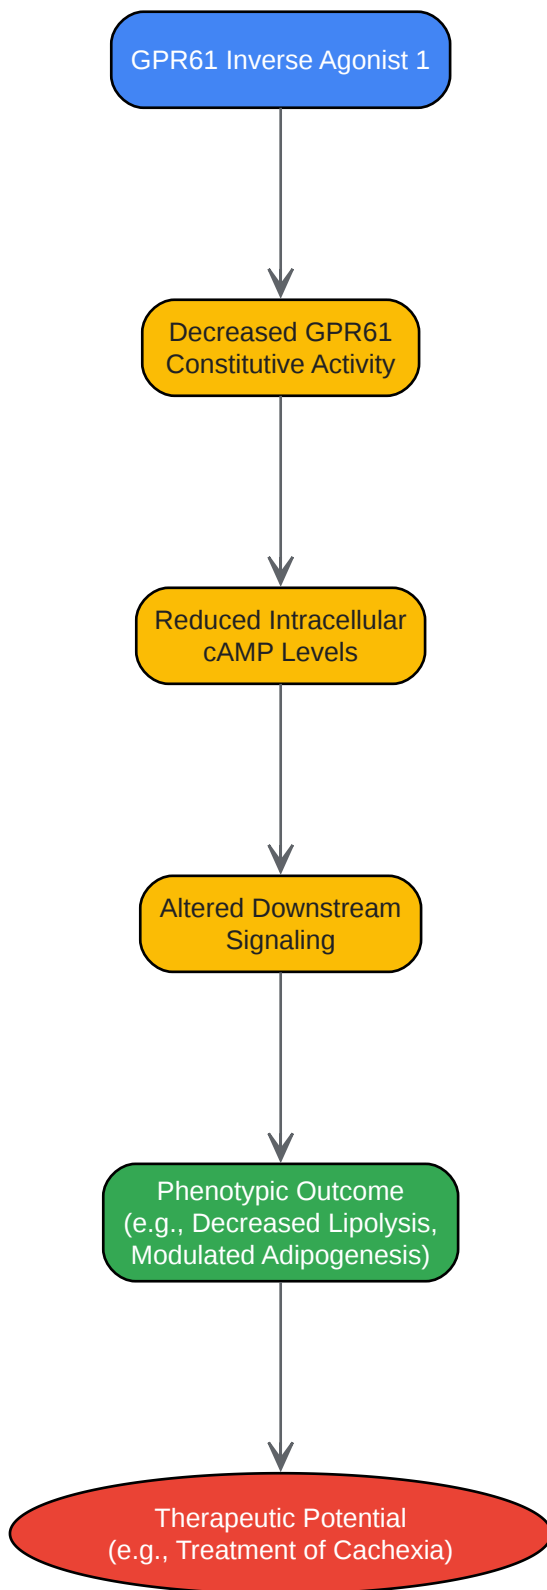 GPR61 Inverse Agonist 1
Decreased GPR61
Constitutive Activity
Reduced Intracellular
cAMP Levels
Altered Downstream
Signaling
Phenotypic Outcome
(e.g., Decreased Lipolysis,
Modulated Adipogenesis)
Therapeutic Potential
(e.g., Treatment of Cachexia)